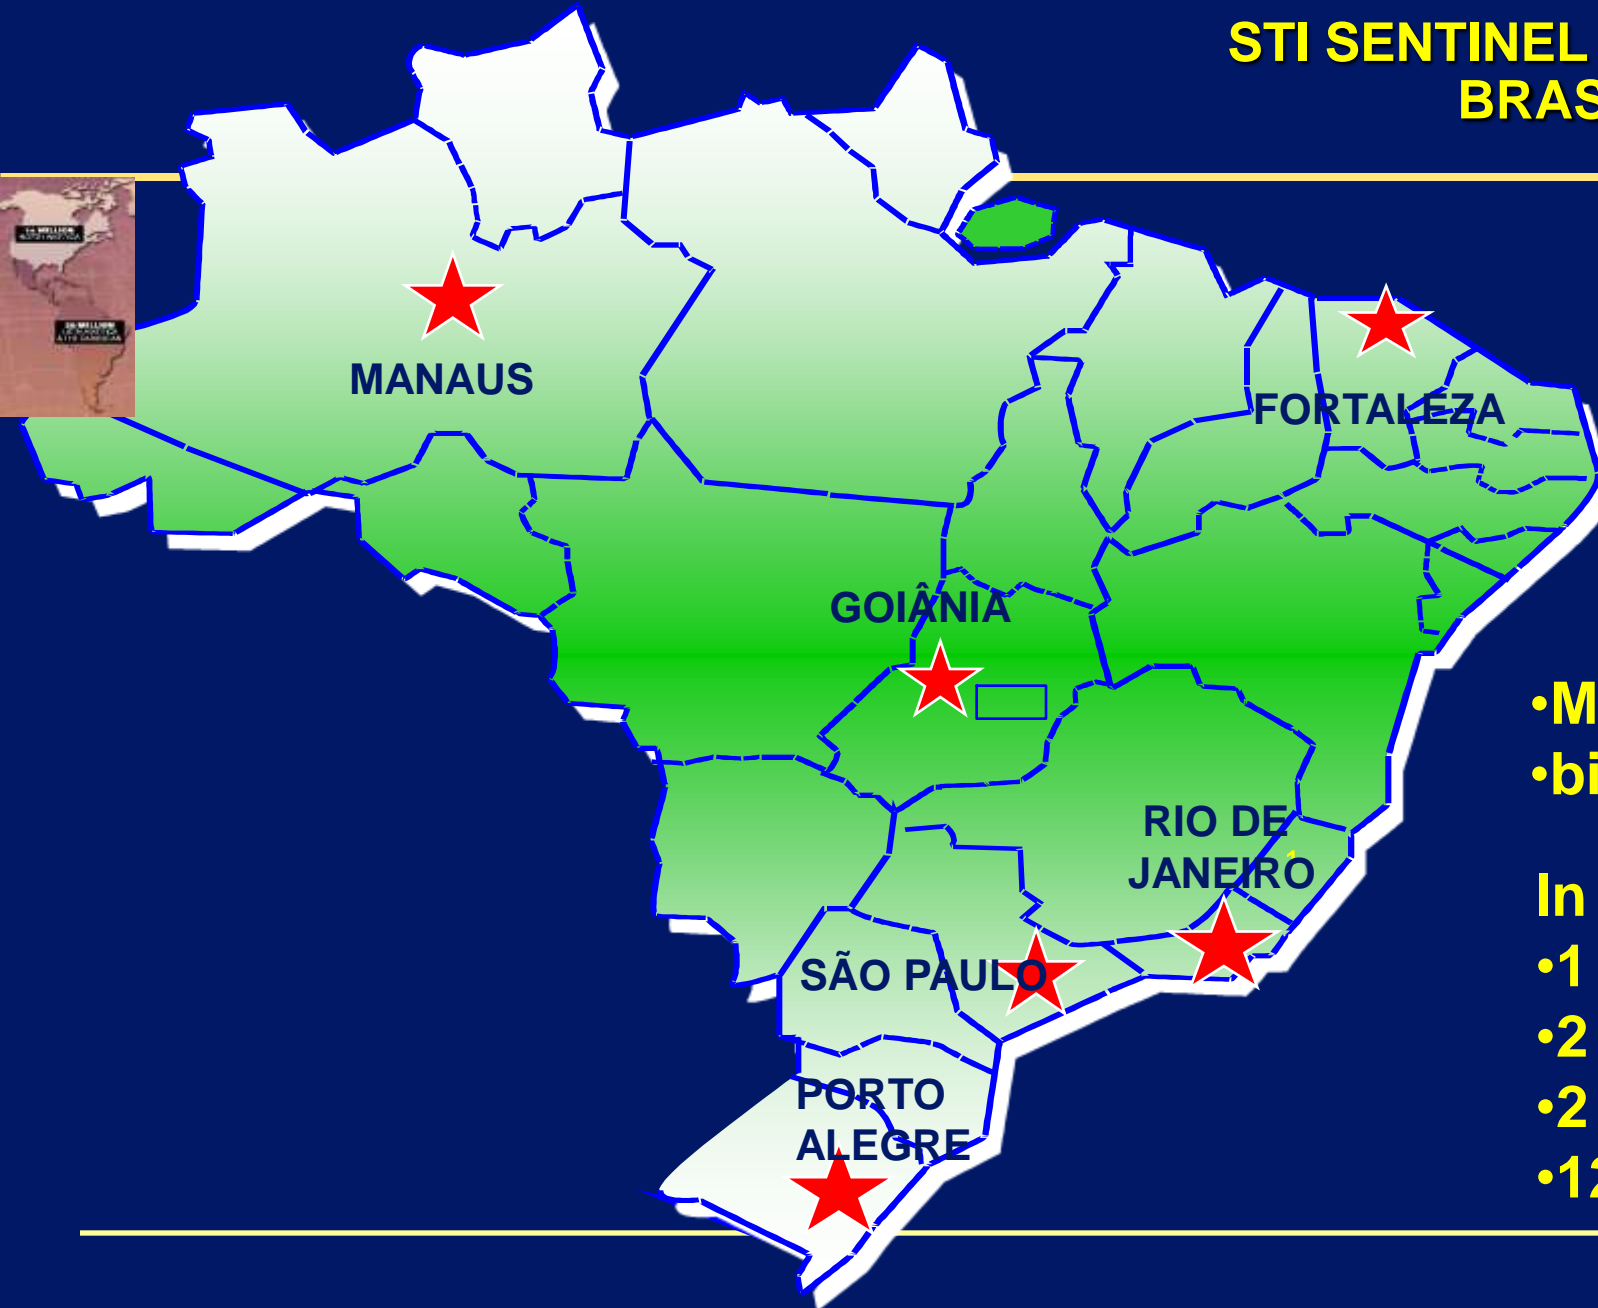 STI SENTINEL
BRAS
MANAUS
FORTALEZA
GOIÂNIA
•M
•bi
RIO DE
JANEIRO
1
In
•1
SÃO PAULO
•2
PORTO
ALEGRE
•2
•12